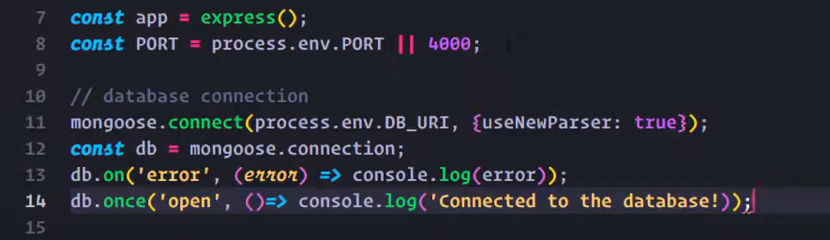 7 const app = express();
8 const PORT = process.env.PORT || 4000;
9
10 // database connection
11 mongoose.connect(process.env.DB_URI, {useNewParser: true});
12 const db = mongoose.connection;
13 db.on('error', (error) => console.log(error));
14 db.once('open', ()=> console.log('Connected to the database!));
15